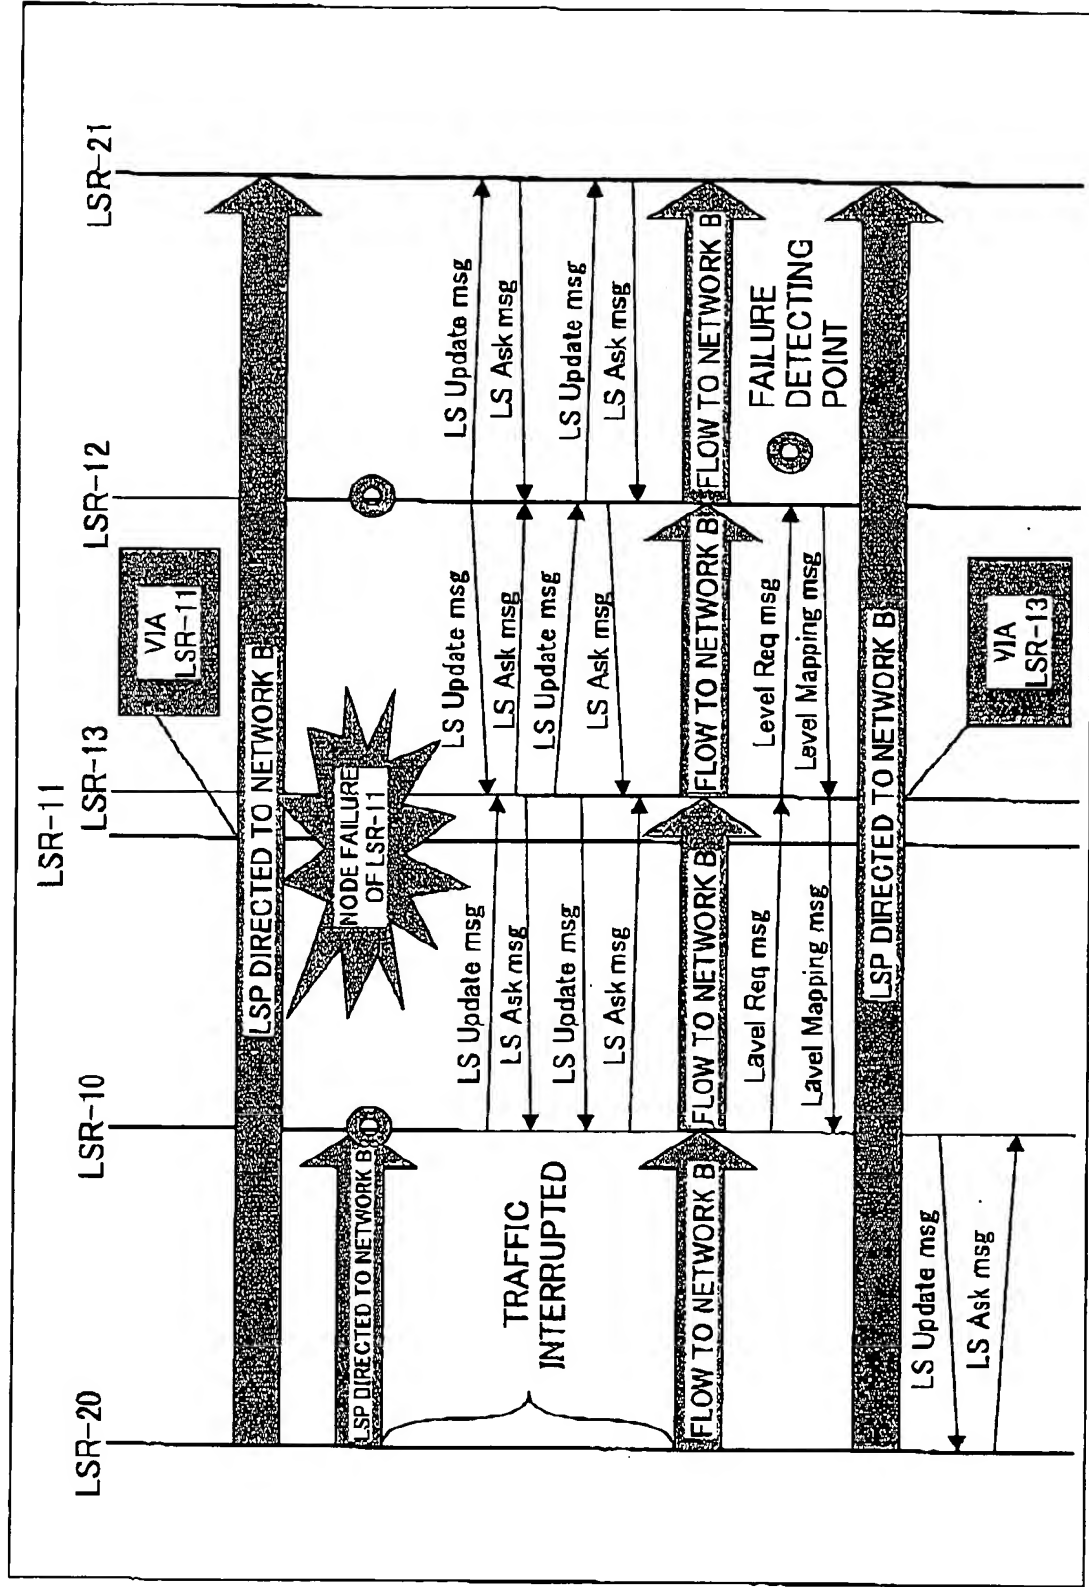 LSR-11
LSR-20
LSR-10
LSR-13
LSR-12
LSR-21
VIA
LSR-11
LSP DIRECTED TO NETWORK B
NODE FAILURE
OF LSR-11
LSP DIRECTED TO NETWORK B
TRAFFIC
INTERRUPTED
LS Update msg
LS Ask msg
LS Update msg
LS Ask msg
LS Update msg
LS Ask msg
LS Update msg
LS Ask msg
LS Update msg
LS Ask msg
LS Update msg
LS Ask msg
FLOW TO NETWORK B
FLOW TO NETWORK B
FLOW TO NETWORK B
FLOW TO NETWORK B
Lavel Req msg
Lavel Mapping msg
Level Req msg
Level Mapping msg
FAILURE
DETECTING
POINT
LSP DIRECTED TO NETWORK B
VIA
LSR-13
LS Update msg
LS Ask msg